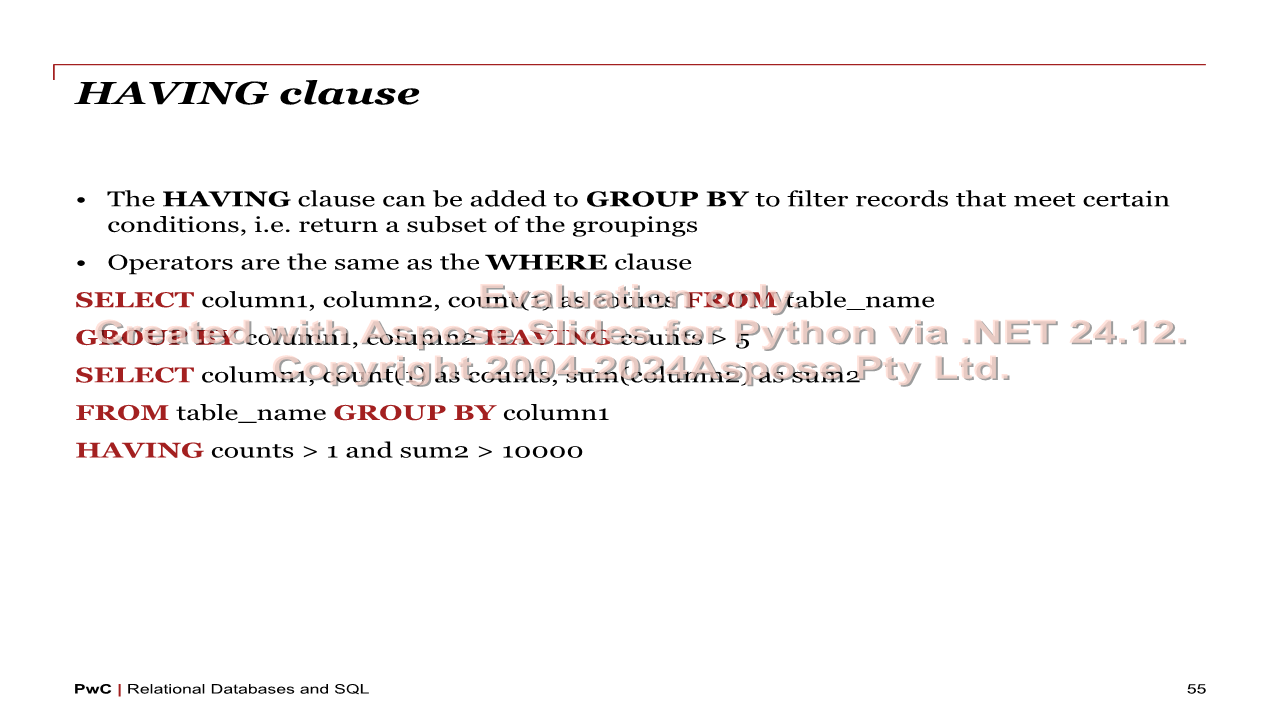 HAVING clause
• The HAVING clause can be added to GROUP BY to filter records that meet certain
conditions, i.e. return a subset of the groupings
• Operators are the same as the WHERE clause
SELECT column1, column2, count(1) as counts FROM table_name
Evaluation only.
GROUP BY column1, column2 HAVING counts > 5
Created with Aspose.Slides for Python via .NET 24.12.
SELECT column1, count(1) as counts, sum(column2) as sum2
Copyright 2004-2024Aspose Pty Ltd.
FROM table_name GROUP BY column1
HAVING counts > 1 and sum2 > 10000
PwC | Relational Databases and SQL
55